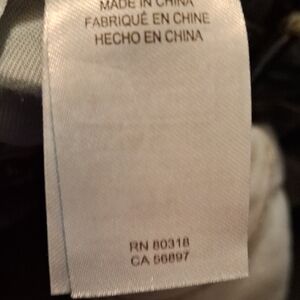 MADE IN CHINA
FABRIQUÉ EN CHINE
HECHO EN CHINA
RN 80318
CA 56897